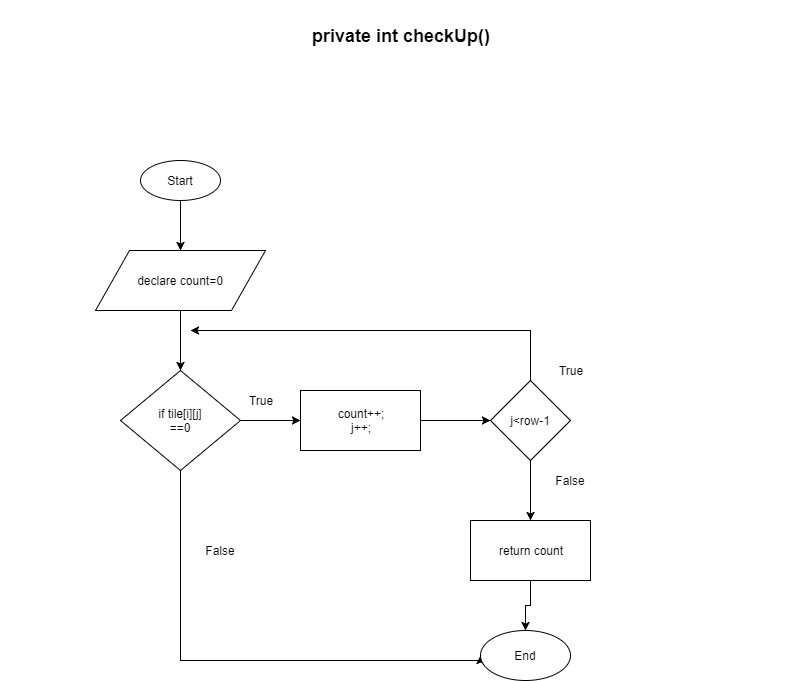 private int checkUp()
Start
declare count=0
True
if tile[i][j]
==0
True
count++;
j++;
j<row-1
False
False
return count
End